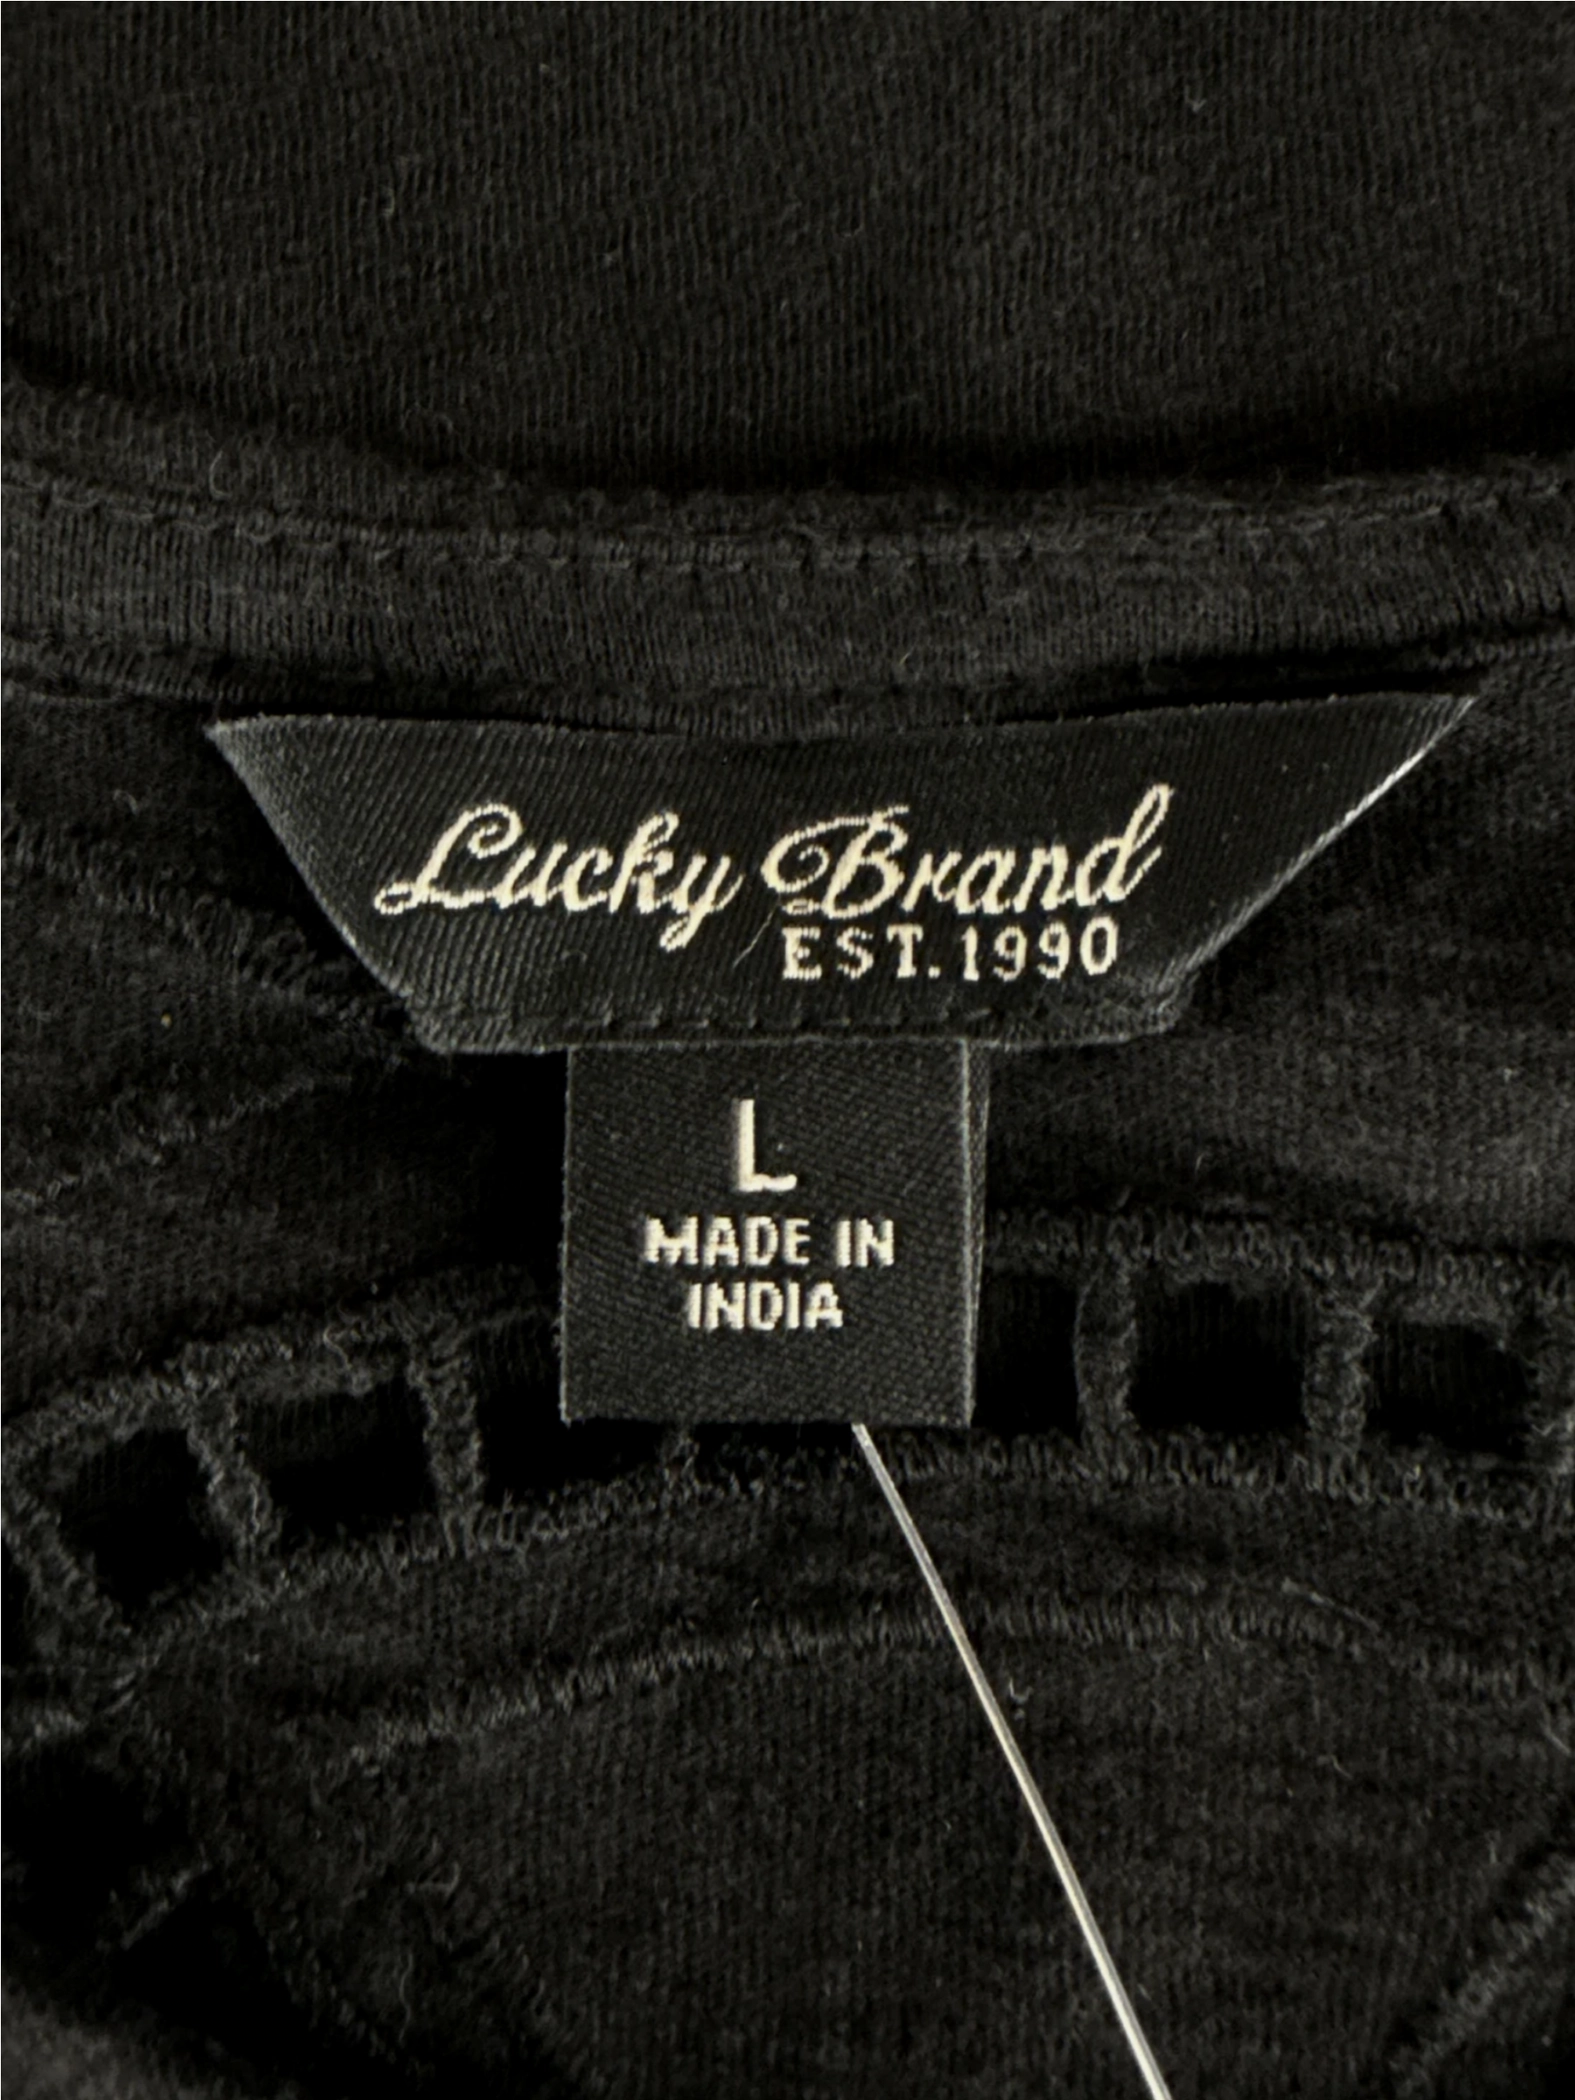 Lucky Brand
EST. 1990
L
MADE IN
INDIA